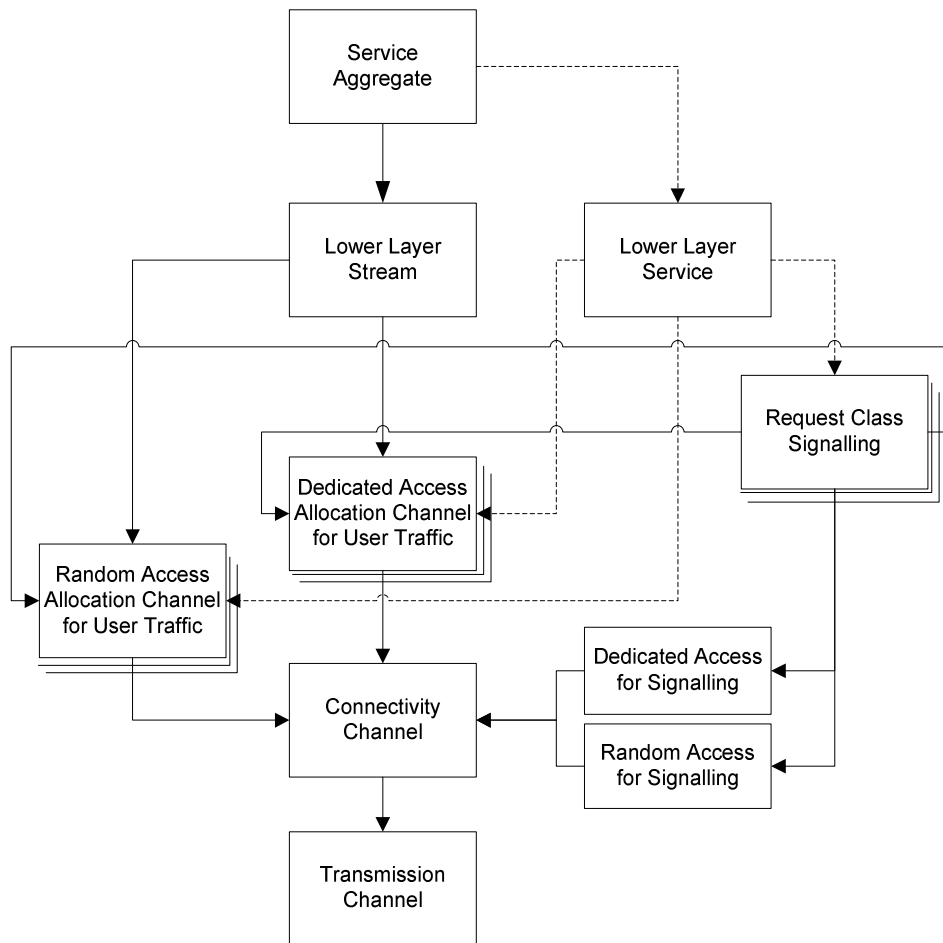 Service
Aggregate
Lower Layer
Stream
Lower Layer
Service
Request Class
Signalling
Dedicated Access
Allocation Channel
for User Traffic
Random Access
Allocation Channel
for User Traffic
Dedicated Access
for Signalling
Connectivity
Channel
Random Access
for Signalling
Transmission
Channel